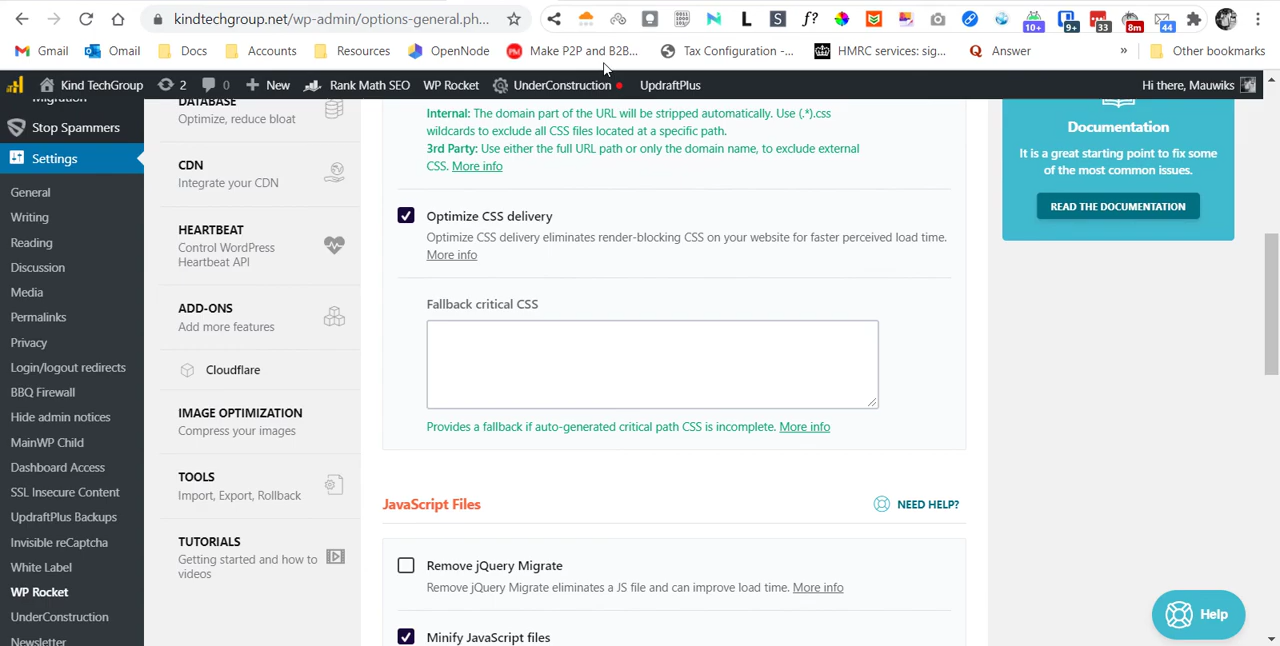 kindtechgroup.net/wp-admin/options-general.ph...
L
S
f?
10+
9+
33
8m
44
Gmail
Omail
Docs
Accounts
Resources
OpenNode
Make P2P and B2B...
Tax Configuration -...
HMRC services: sig...
Answer
»
Other bookmarks
Kind TechGroup
2
0
New
Rank Math SEO
WP Rocket
UnderConstruction
UpdraftPlus
Hi there, Mauwiks
Migration
Stop Spammers
Settings
General
Writing
Reading
Discussion
Media
Permalinks
Privacy
Login/logout redirects
BBQ Firewall
Hide admin notices
MainWP Child
Dashboard Access
SSL Insecure Content
UpdraftPlus Backups
Invisible reCaptcha
White Label
WP Rocket
UnderConstruction
Newsletter
DATABASE
Optimize, reduce bloat
CDN
Integrate your CDN
HEARTBEAT
Control WordPress
Heartbeat API
ADD-ONS
Add more features
Cloudflare
IMAGE OPTIMIZATION
Compress your images
TOOLS
Import, Export, Rollback
TUTORIALS
Getting started and how to
videos
Internal: The domain part of the URL will be stripped automatically. Use (.*).css
wildcards to exclude all CSS files located at a specific path.
3rd Party: Use either the full URL path or only the domain name, to exclude external
CSS. More info
Optimize CSS delivery
Optimize CSS delivery eliminates render-blocking CSS on your website for faster perceived load time.
More info
Fallback critical CSS
Provides a fallback if auto-generated critical path CSS is incomplete. More info
JavaScript Files
NEED HELP?
Remove jQuery Migrate
Remove jQuery Migrate eliminates a JS file and can improve load time. More info
Minify JavaScript files
Documentation
It is a great starting point to fix some
of the most common issues.
READ THE DOCUMENTATION
Help